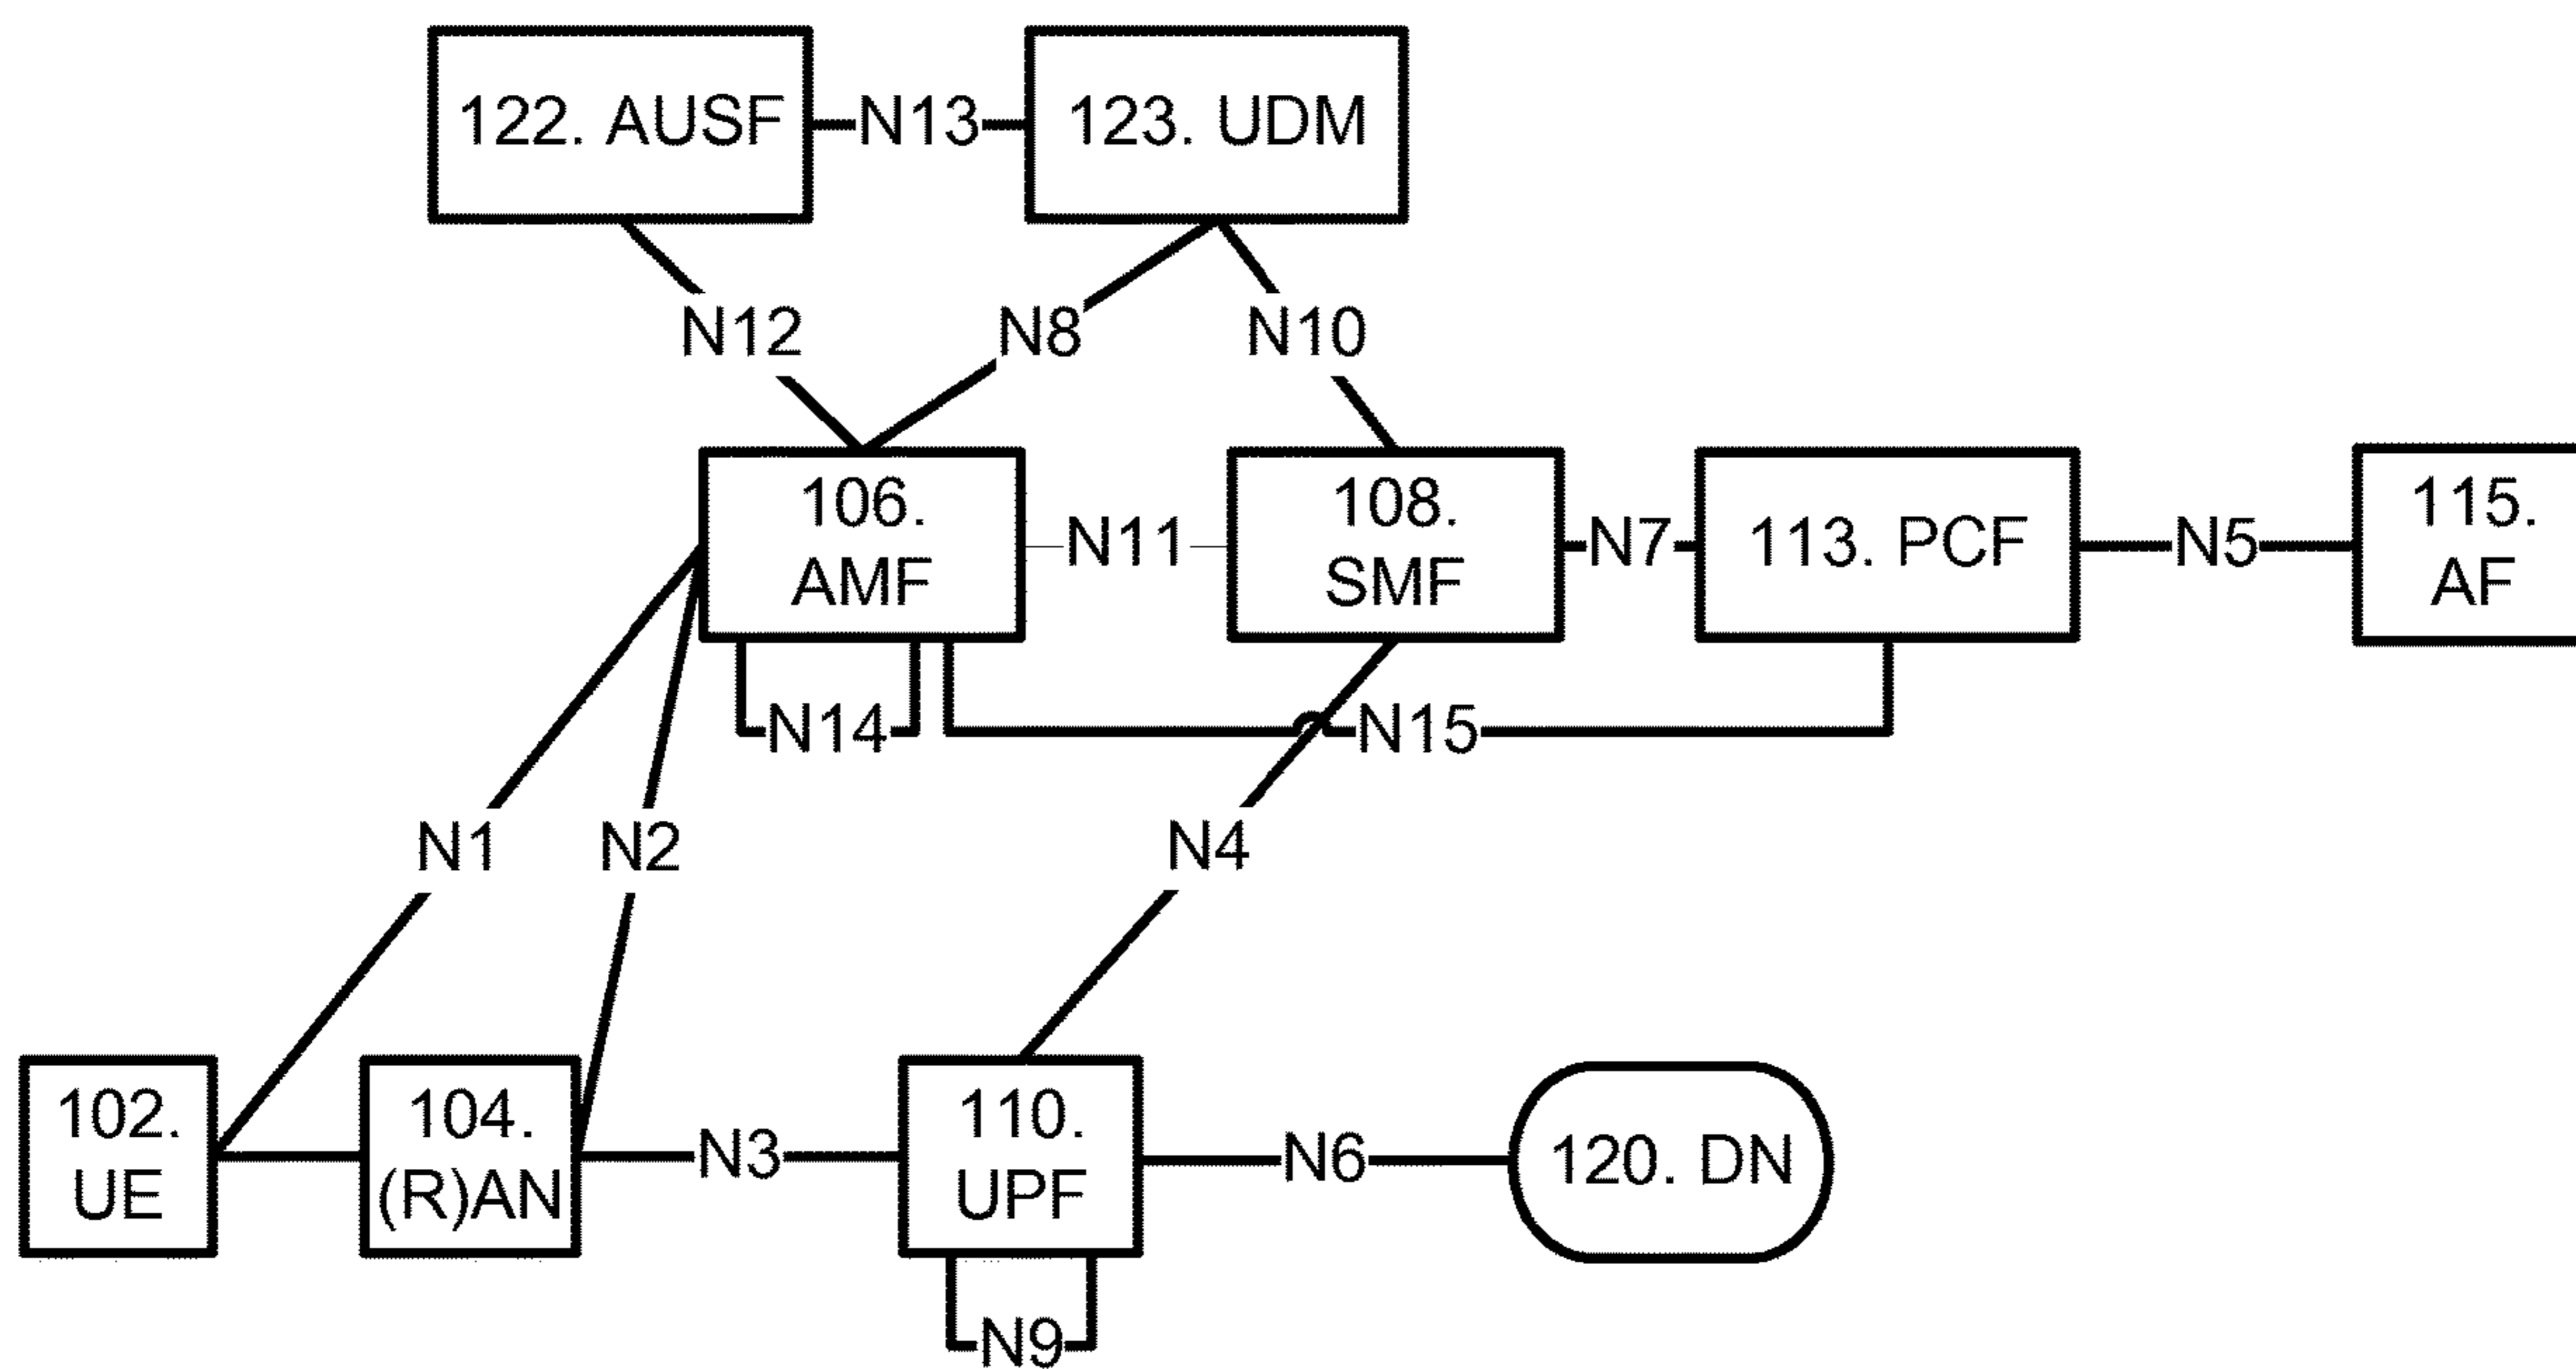 122. AUSF
N13
123. UDM
N12
N8
N10
106.
AMF
N11
108.
SMF
N7
113. PCF
N5
115.
AF
N14
N15
N1
N2
N4
102.
UE
104.
(R)AN
N3
110.
UPF
N6
120. DN
N9